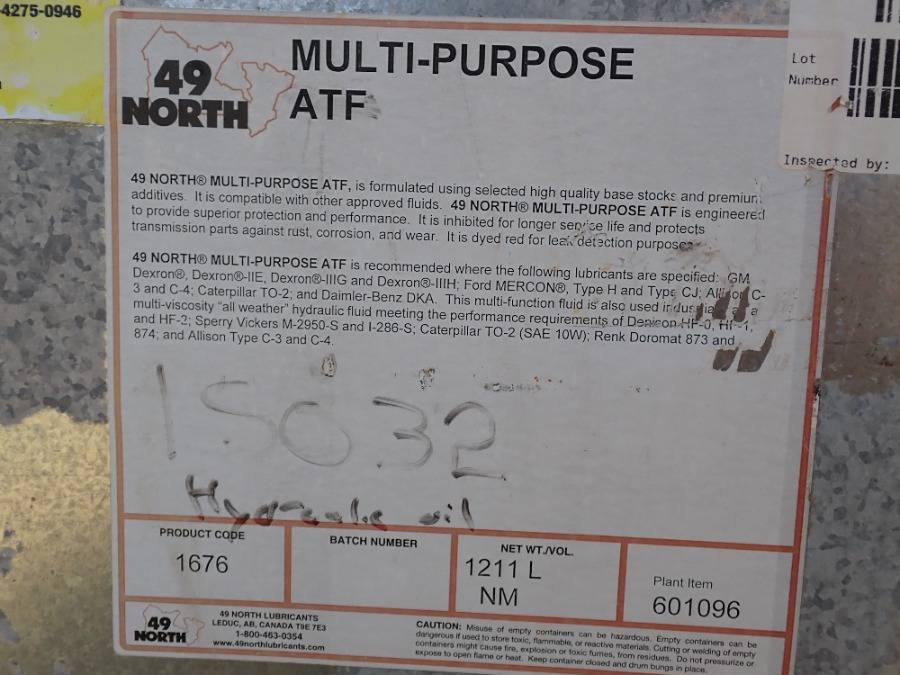 -4275-0946
49
NORTH
MULTI-PURPOSE
ATF
Lot
Number
Inspected by:
49 NORTH® MULTI-PURPOSE ATF, is formulated using selected high quality base stocks and premium
additives. It is compatible with other approved fluids. 49 NORTH® MULTI-PURPOSE ATF is engineered
to provide superior protection and performance. It is inhibited for longer service life and protects
transmission parts against rust, corrosion, and wear. It is dyed red for leak detection purposes
49 NORTH® MULTI-PURPOSE ATF is recommended where the following lubricants are specified: GM
Dexron®, Dexron®-IIE, Dexron®-IIIG and Dexron®-IIIH; Ford MERCON®, Type H and Type CJ; Allison C-
3 and C-4; Caterpillar TO-2; and Daimler-Benz DKA. This multi-function fluid is also used industrially as a
multi-viscosity "all weather" hydraulic fluid meeting the performance requirements of Denison HF-0, HF-1,
and HF-2; Sperry Vickers M-2950-S and I-286-S; Caterpillar TO-2 (SAE 10W); Renk Doromat 873 and
874; and Allison Type C-3 and C-4.
ISO 32
Hydraulic oil
PRODUCT CODE
1676
BATCH NUMBER
NET WT./VOL.
1211 L
NM
Plant Item
601096
49
NORTH
49 NORTH LUBRICANTS
LEDUC, AB, CANADA T9E 7E3
1-800-463-0354
www.49northlubricants.com
CAUTION: Misuse of empty containers can be hazardous. Empty containers can be
dangerous if used to store toxic, flammable, or reactive materials. Cutting or welding of empty
containers might cause fire, explosion or toxic fumes, from residues. Do not pressurize or
expose to open flame or heat. Keep container closed and drum bungs in place.